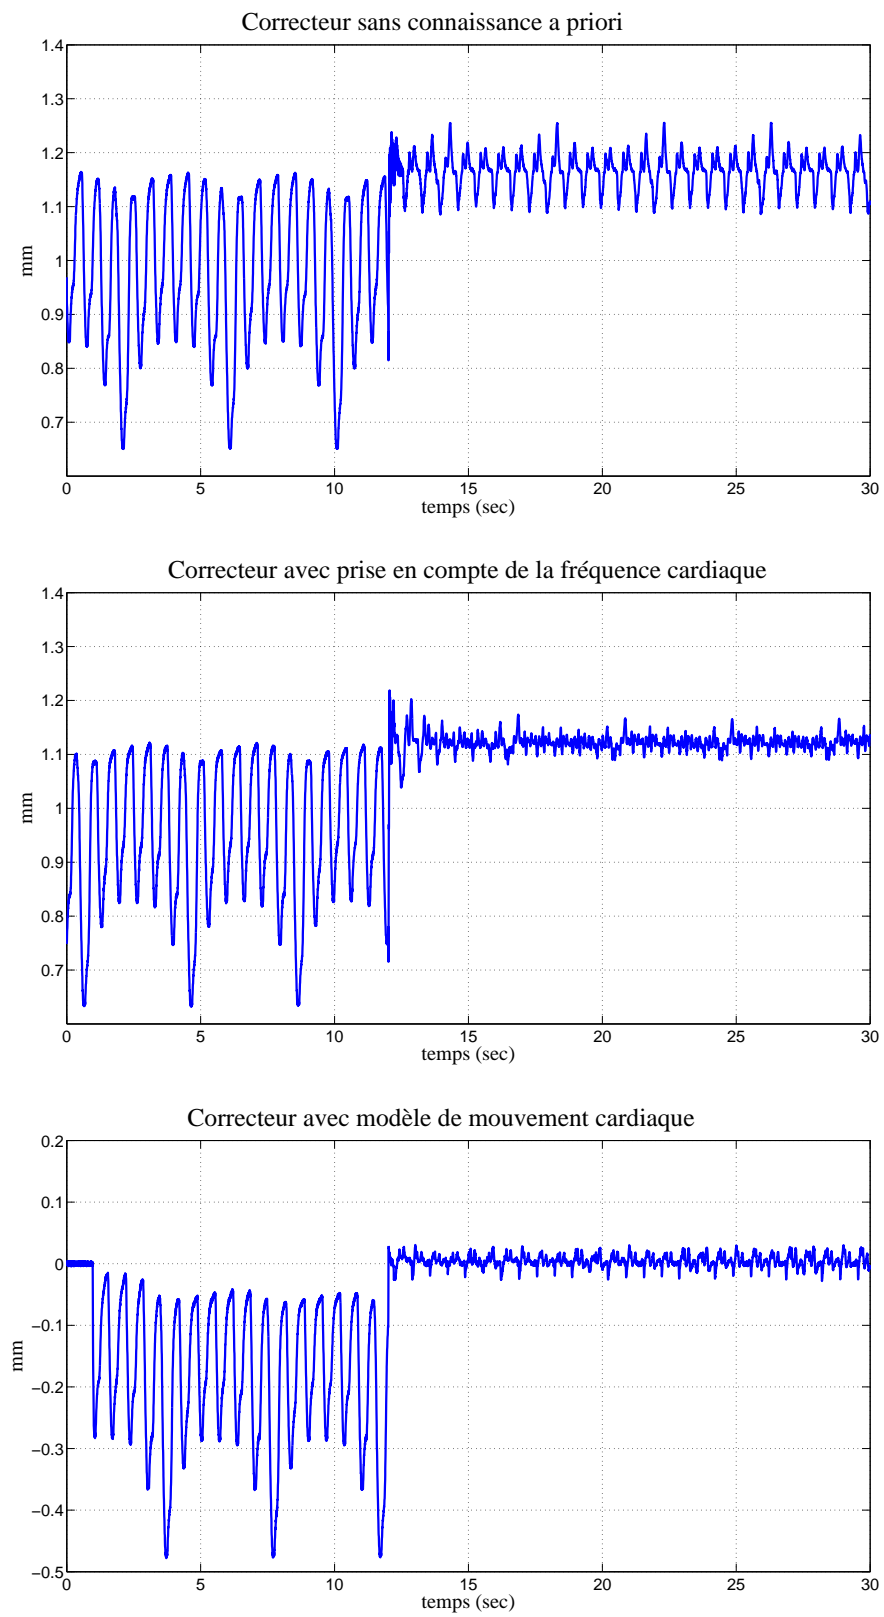 Correcteur sans connaissance a priori
1.4
1.3
1.2
1.1
1
0.9
0.8
0.7
mm
0 5 10 15 20 25 30
temps (sec)
Correcteur avec prise en compte de la fréquence cardiaque
1.4
1.3
1.2
1.1
1
0.9
0.8
0.7
mm
0 5 10 15 20 25 30
temps (sec)
Correcteur avec modèle de mouvement cardiaque
0.2
0.1
0
−0.1
−0.2
−0.3
−0.4
−0.5
mm
0 5 10 15 20 25 30
temps (sec)